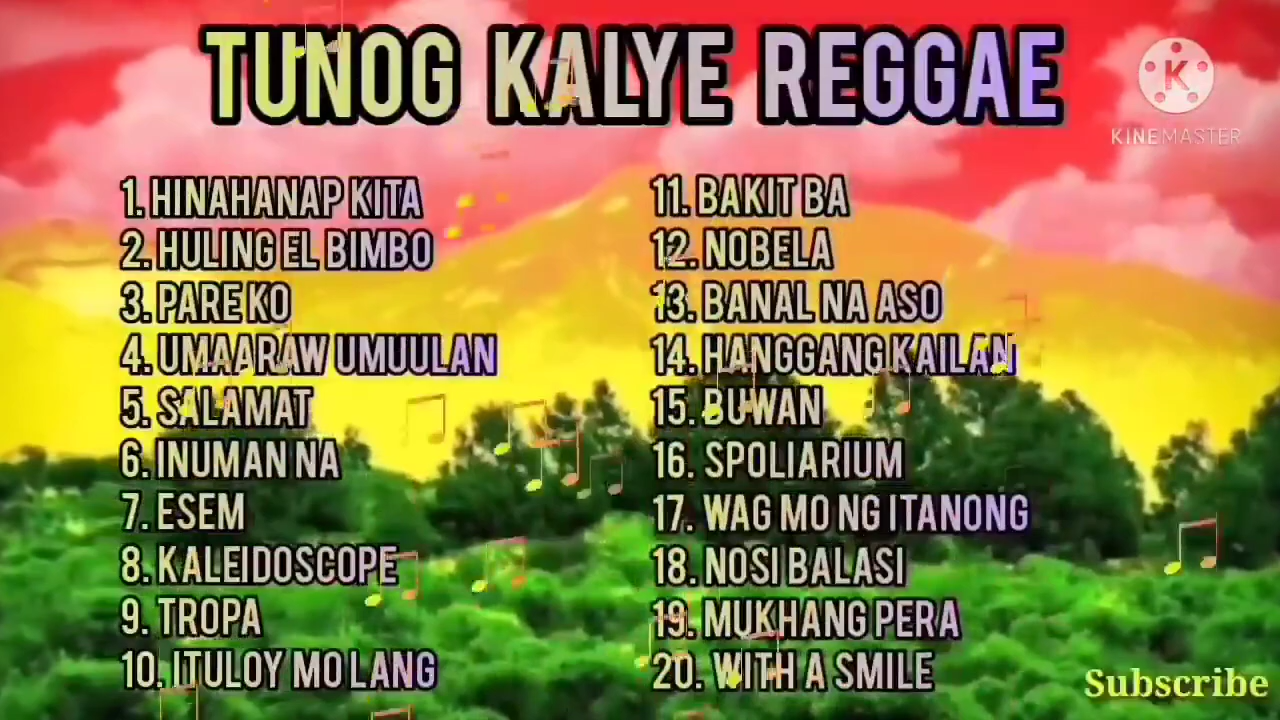 TUNOG KALYE REGGAE
K
KINEMASTER
1. HINAHANAP KITA
2. HULING EL BIMBO
3. PARE KO
4. UMAARAW UMUULAN
5. SALAMAT
6. INUMAN NA
7. ESEM
8. KALEIDOSCOPE
9. TROPA
10. ITULOY MO LANG
11. BAKIT BA
12. NOBELA
13. BANAL NA ASO
14. HANGGANG KAILAN
15. BUWAN
16. SPOLIARIUM
17. WAG MO NG ITANONG
18. NOSI BALASI
19. MUKHANG PERA
20. WITH A SMILE
Subscribe